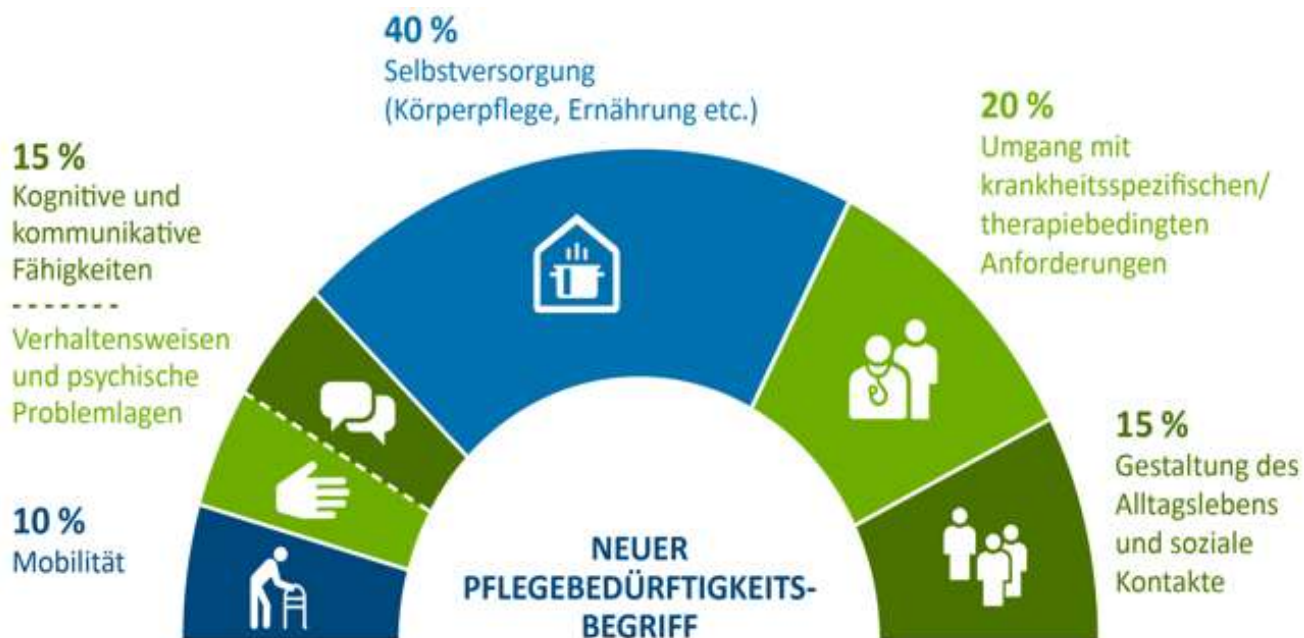 40 %
Selbstversorgung
(Körperpflege, Ernährung etc.)
20 %
Umgang mit
krankheitsspezifischen/
therapiebedingten
Anforderungen
15 %
Kognitive und
kommunikative
Fähigkeiten
Verhaltensweisen
und psychische
Problemlagen
10 %
Mobilität
15 %
Gestaltung des
Alltagslebens
und soziale
Kontakte
NEUER
PFLEGEBEDÜRFTIGKEITS-
BEGRIFF